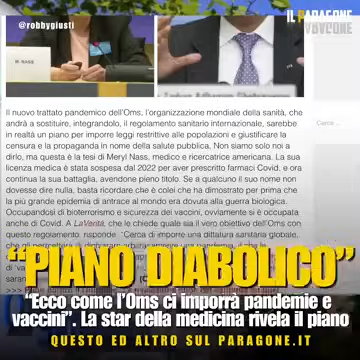 @robbygiusti
IL PARAGONE
M. NASS
Cerca ...
Il nuovo trattato pandemico dell'Oms, l'organizzazione mondiale della sanità, che
andrà a sostituire, integrandolo, il regolamento sanitario internazionale, sarebbe
in realtà un piano per imporre leggi restrittive alle popolazioni e giustificare la
censura e la propaganda in nome della salute pubblica. Non siamo solo noi a
dirlo, ma questa è la tesi di Meryl Nass, medico e ricercatrice americana. La sua
licenza medica è stata sospesa dal 2022 per aver prescritto farmaci Covid, e ora
continua la sua battaglia, avendone pieno titolo. Se a qualcuno il suo nome non
dovesse dire nulla, basta ricordare che è colei che ha dimostrato per prima che
la più grande epidemia di antrace al mondo era dovuta alla guerra biologica.
Occupandosi di bioterrorismo e sicurezza dei vaccini, ovviamente si è occupata
anche di Covid. A LaVerità, che le chiede quale sia il vero obiettivo dell'Oms con
questo regolamento, risponde: "Cerca di imporre una dittatura sanitaria globale,
“PIANO DIABOLICO”
“Ecco come l’Oms ci imporrà pandemie e
vaccini”. La star della medicina rivela il piano
QUESTO ED ALTRO SUL PARAGONE.IT